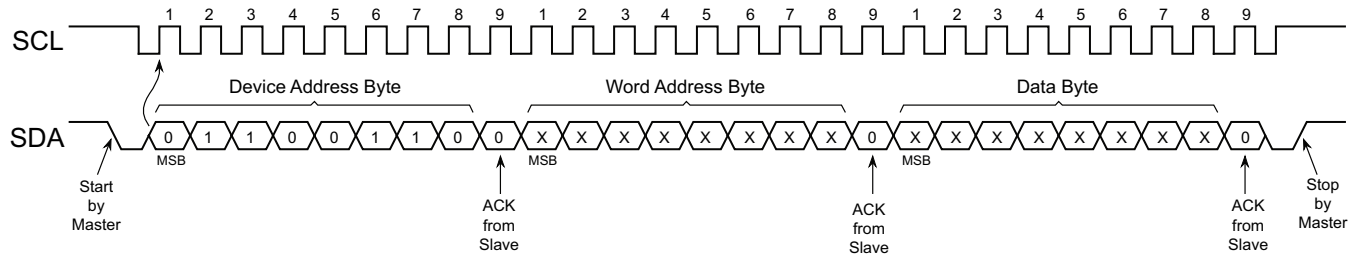 1 2 3 4 5 6 7 8 9 1 2 3 4 5 6 7 8 9 1 2 3 4 5 6 7 8 9
SCL
Device Address Byte Word Address Byte Data Byte
SDA 0 1 1 0 0 1 1 0 0 X X X X X X X X 0 X X X X X X X X 0
MSB MSB MSB
Start
by
Master
ACK
from
Slave
ACK
from
Slave
ACK
from
Slave
Stop
by
Master